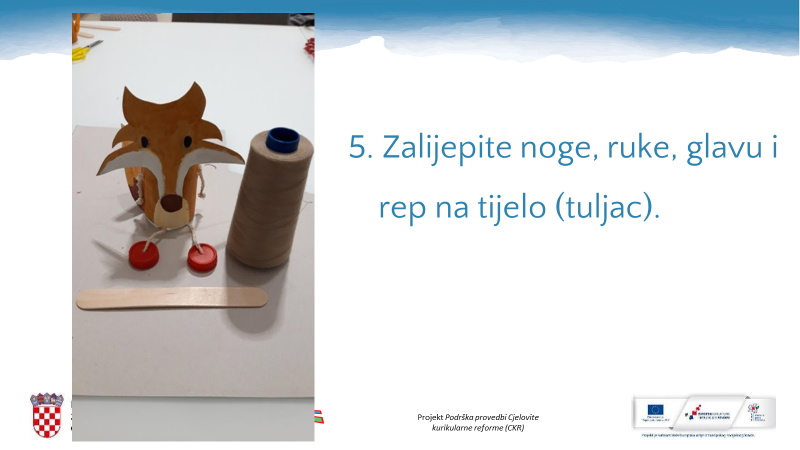 5. Zalijepite noge, ruke, glavu i
rep na tijelo (tuljac).
Projekt Podrška provedbi Cjelovite
kurikularne reforme (CKR)